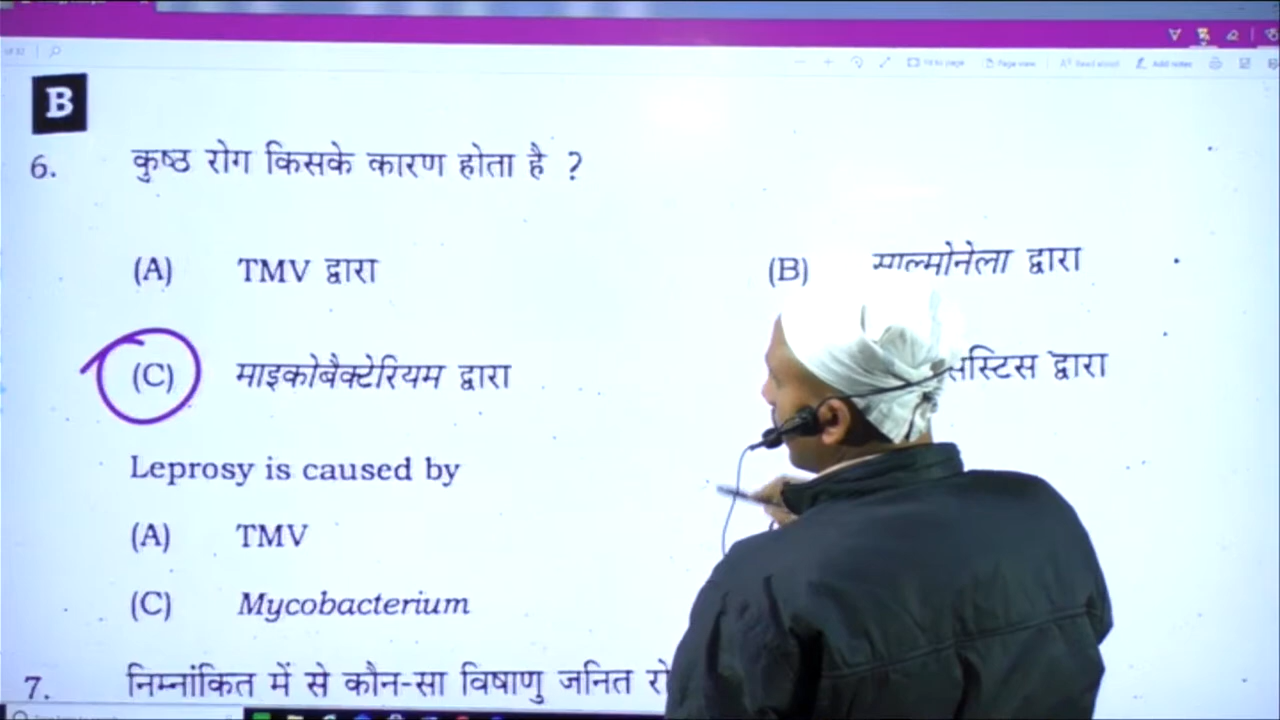 B
6. कुष्ठ रोग किसके कारण होता है ?
(A) TMV द्वारा (B) साल्मोनेला द्वारा
(C) माइकोबैक्टेरियम द्वारा द्वारा
Leprosy is caused by
(A) TMV
(C) Mycobacterium
7. निम्नांकित में से कौन-सा विषाणु जनित